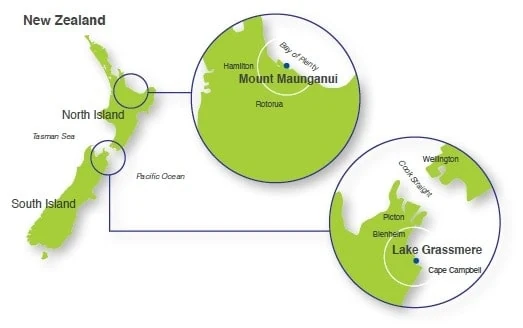 New Zealand
North Island
Tasman Sea
Pacific Ocean
South Island
Bay of Plenty
Hamilton
Mount Maunganui
Rotorua
Wellington
Cook Straight
Picton
Blenheim
Lake Grassmere
Cape Campbell